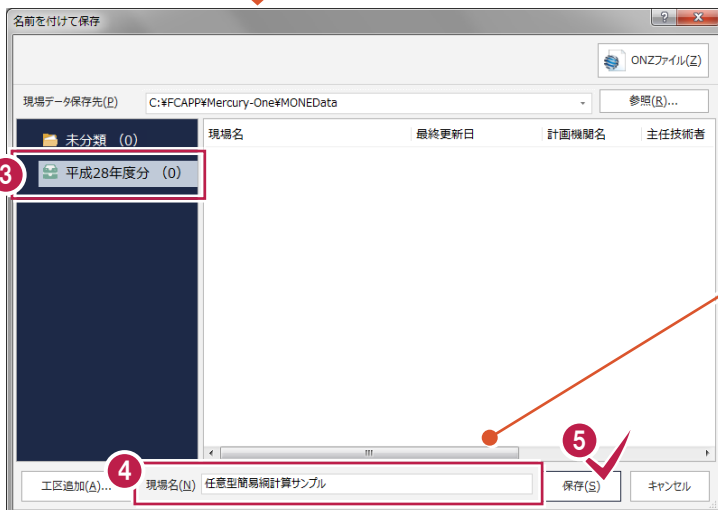 名前を付けて保存
ONZファイル(Z)
現場データ保存先(P) C:¥FCAPP¥Mercury-One¥MONEData 参照(R)...
未分類 (0) 現場名 最終更新日 計画機関名 主任技術者
3 平成28年度分 (0)
4 5
工区追加(A)... 現場名(N) 任意型簡易網計算サンプル 保存(S) キャンセル